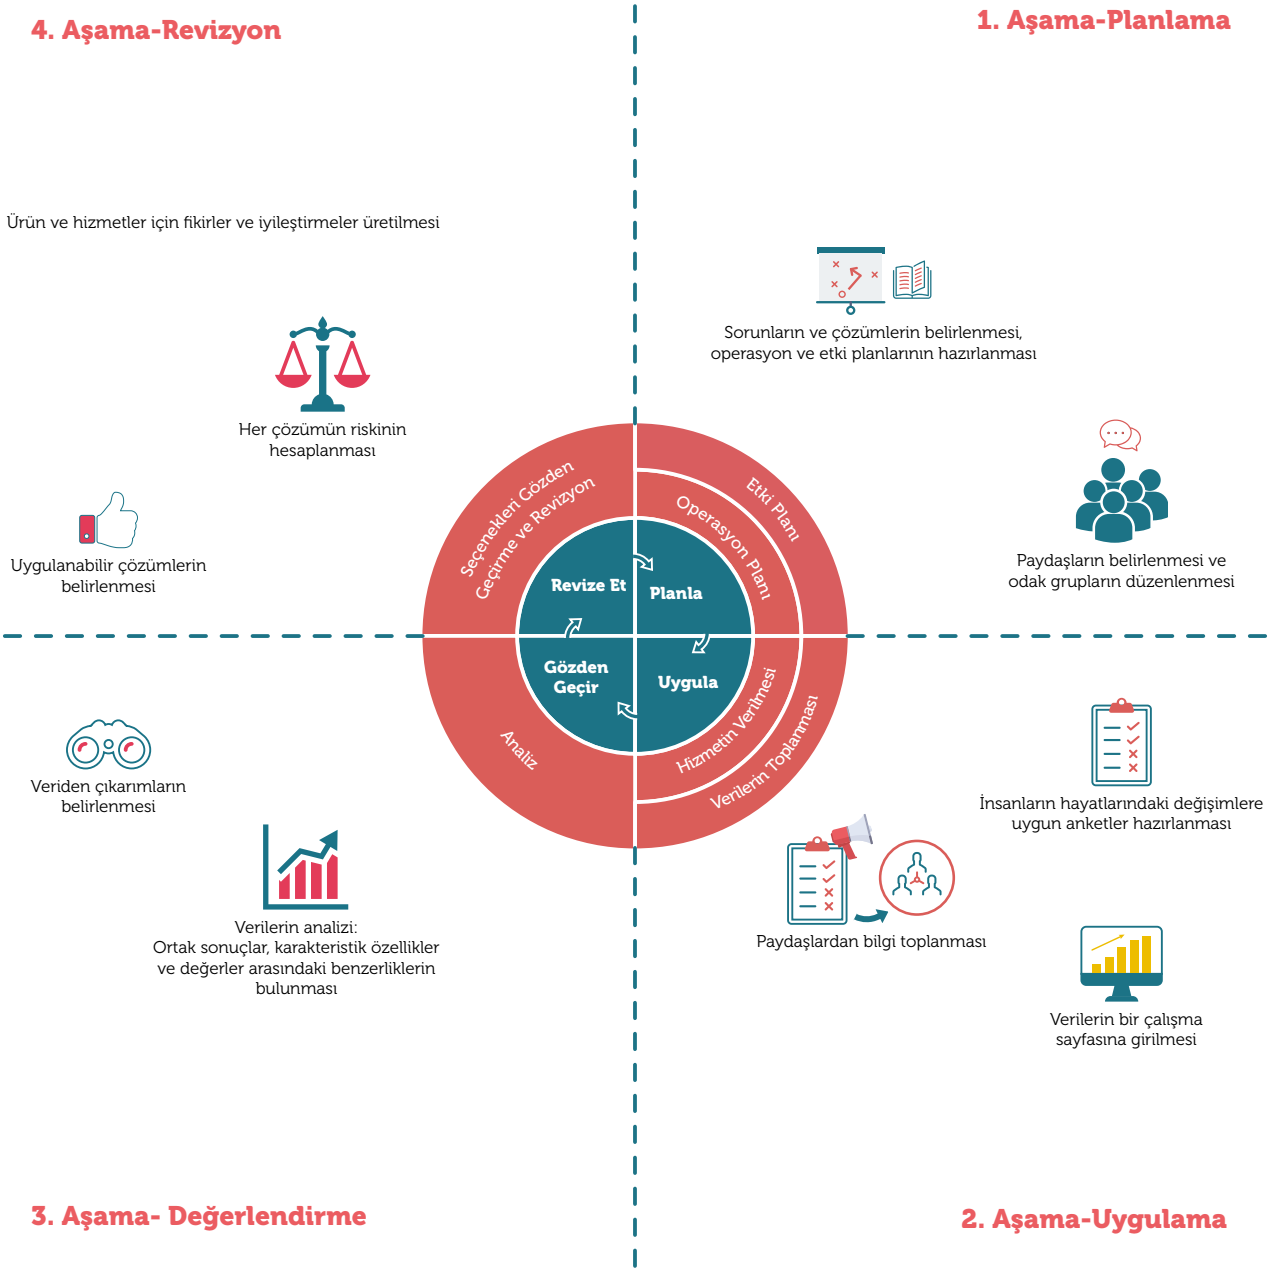 4. Aşama-Revizyon
1. Aşama-Planlama
Ürün ve hizmetler için fikirler ve iyileştirmeler üretilmesi
Her çözümün riskinin
hesaplanması
Uygulanabilir çözümlerin
belirlenmesi
Sorunların ve çözümlerin belirlenmesi,
operasyon ve etki planlarının hazırlanması
Paydaşların belirlenmesi ve
odak grupların düzenlenmesi
Seçenekleri Gözden
Geçirme ve Revizyon
Etki Planı
Operasyon Planı
Revize Et
Planla
Gözden
Geçir
Uygula
Analiz
Hizmetin Verilmesi
Verilerin Toplanması
Veriden çıkarımların
belirlenmesi
Verilerin analizi:
Ortak sonuçlar, karakteristik özellikler
ve değerler arasındaki benzerliklerin
bulunması
İnsanların hayatlarındaki değişimlere
uygun anketler hazırlanması
Paydaşlardan bilgi toplanması
Verilerin bir çalışma
sayfasına girilmesi
3. Aşama- Değerlendirme
2. Aşama-Uygulama